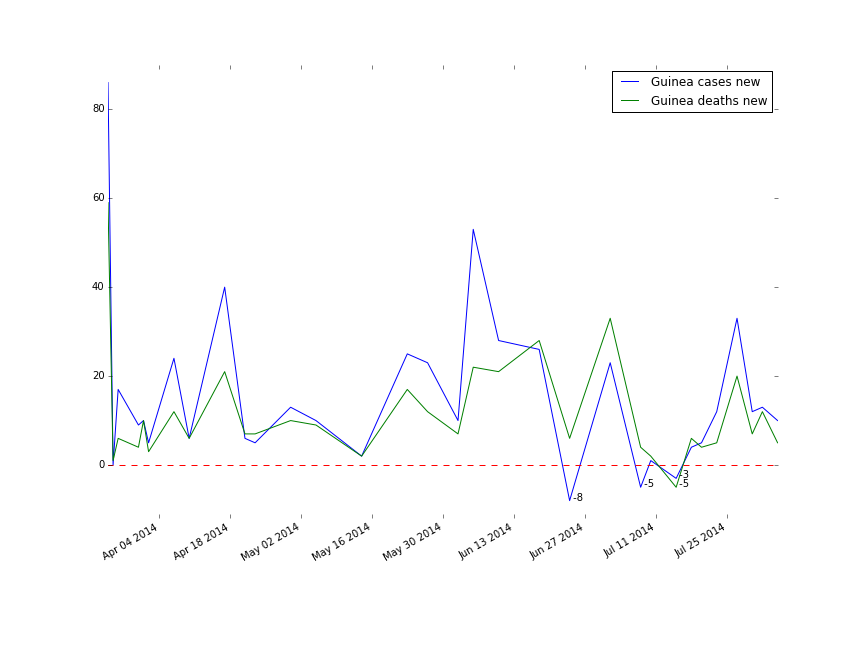 Guinea cases new
Guinea deaths new
80
60
40
20
0
-8
-5
-3
-5
Apr 04 2014
Apr 18 2014
May 02 2014
May 16 2014
May 30 2014
Jun 13 2014
Jun 27 2014
Jul 11 2014
Jul 25 2014